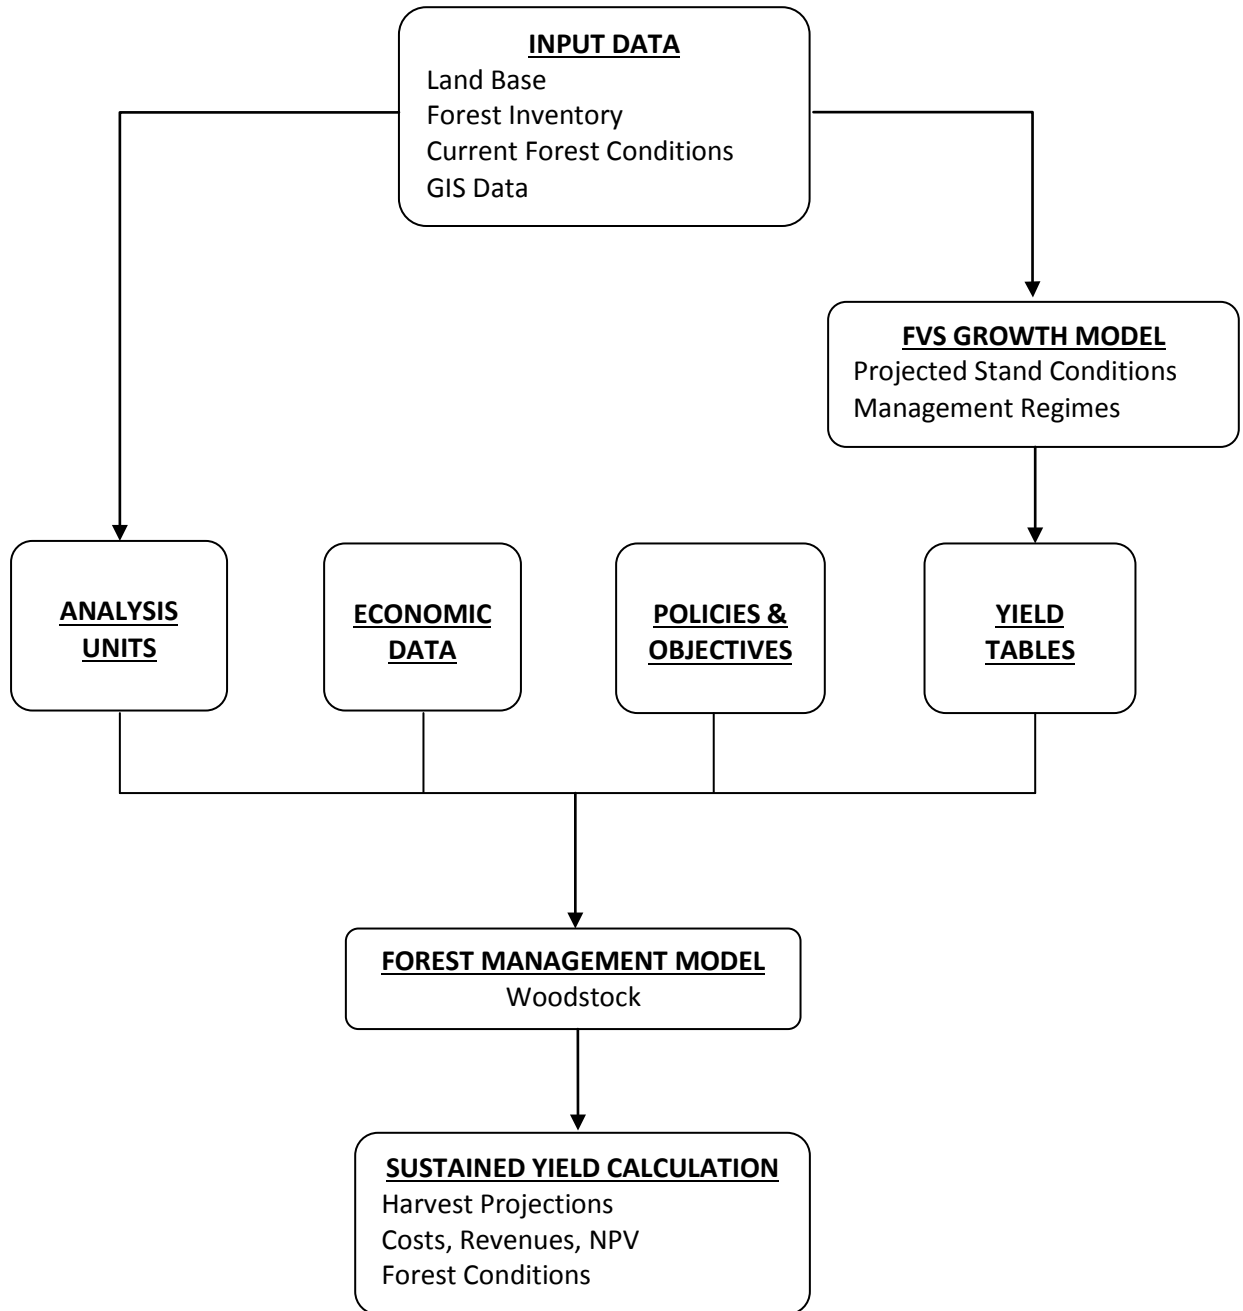 INPUT DATA
Land Base
Forest Inventory
Current Forest Conditions
GIS Data
FVS GROWTH MODEL
Projected Stand Conditions
Management Regimes
ANALYSIS
UNITS
ECONOMIC
DATA
POLICIES &
OBJECTIVES
YIELD
TABLES
FOREST MANAGEMENT MODEL
Woodstock
SUSTAINED YIELD CALCULATION
Harvest Projections
Costs, Revenues, NPV
Forest Conditions